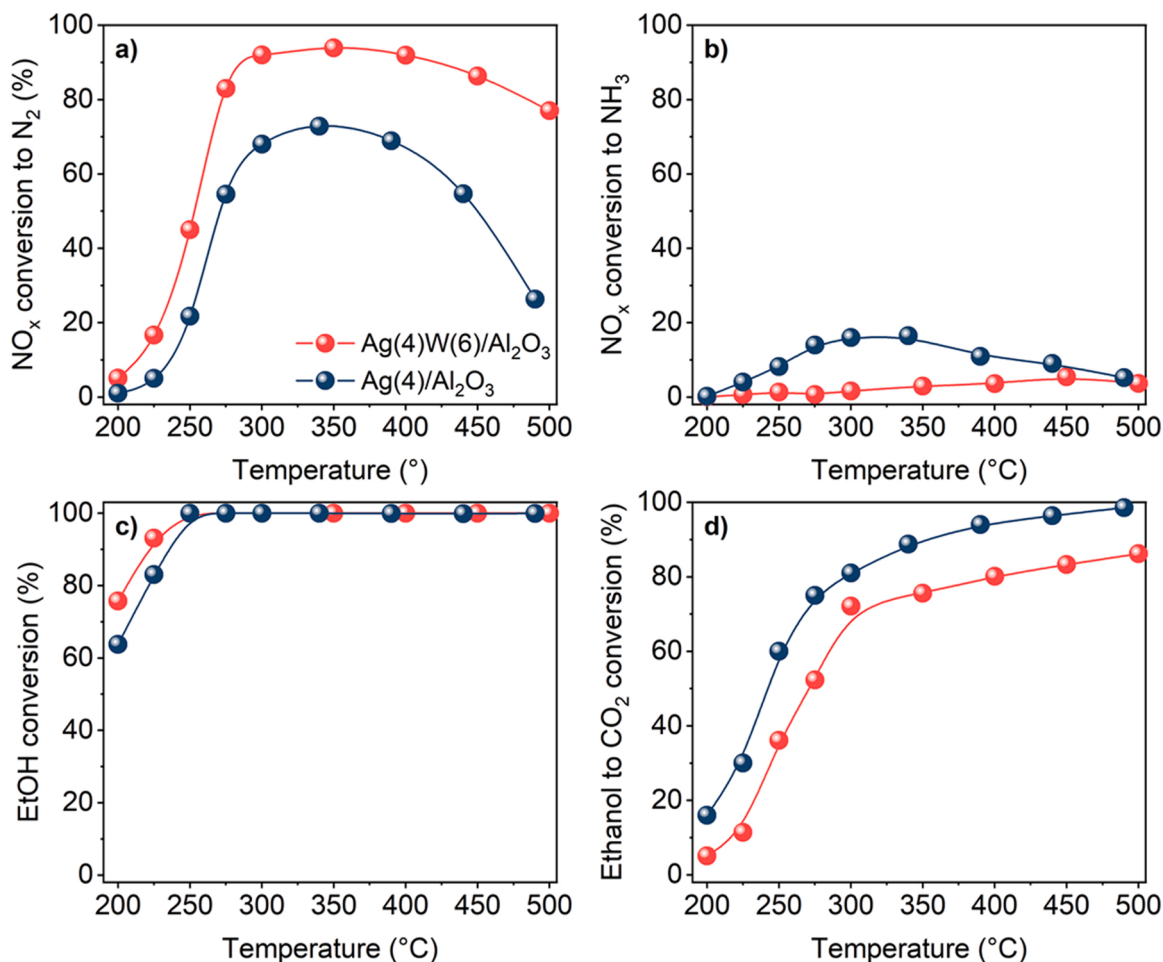 a)
NOx conversion to N2 (%)
100
80
60
40
20
0
Ag(4)W(6)/Al2O3
Ag(4)/Al2O3
200 250 300 350 400 450 500
Temperature (°)
b)
NOx conversion to NH3
100
80
60
40
20
0
200 250 300 350 400 450 500
Temperature (°C)
c)
EtOH conversion (%)
100
80
60
40
20
0
200 250 300 350 400 450 500
Temperature (°C)
d)
Ethanol to CO2 conversion (%)
100
80
60
40
20
0
200 250 300 350 400 450 500
Temperature (°C)